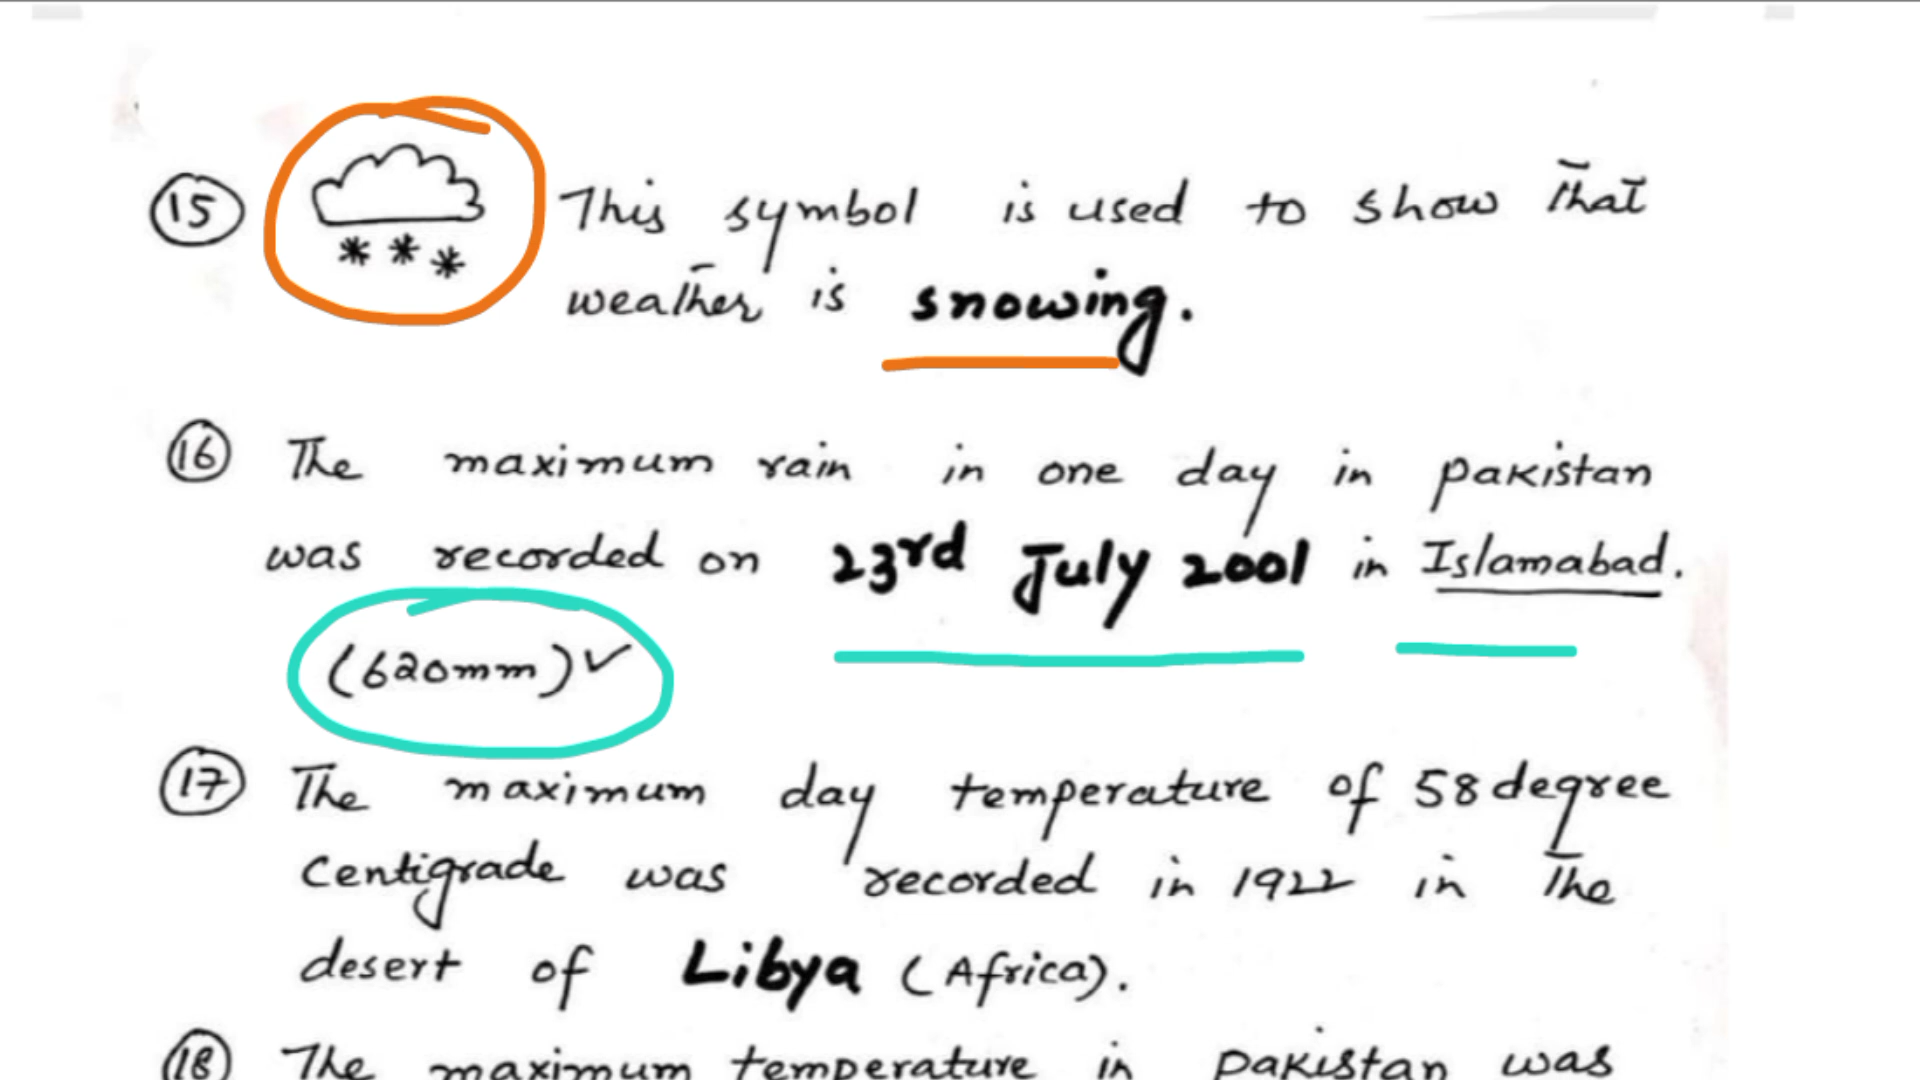 15 This symbol is used to show that
weather is snowing.
16 The maximum rain in one day in pakistan
was recorded on 23rd July 2001 in Islamabad.
(620mm) ✓
17 The maximum day temperature of 58 degree
Centigrade was recorded in 1922 in the
desert of Libya (Africa).
18 The maximum temperature in pakistan was